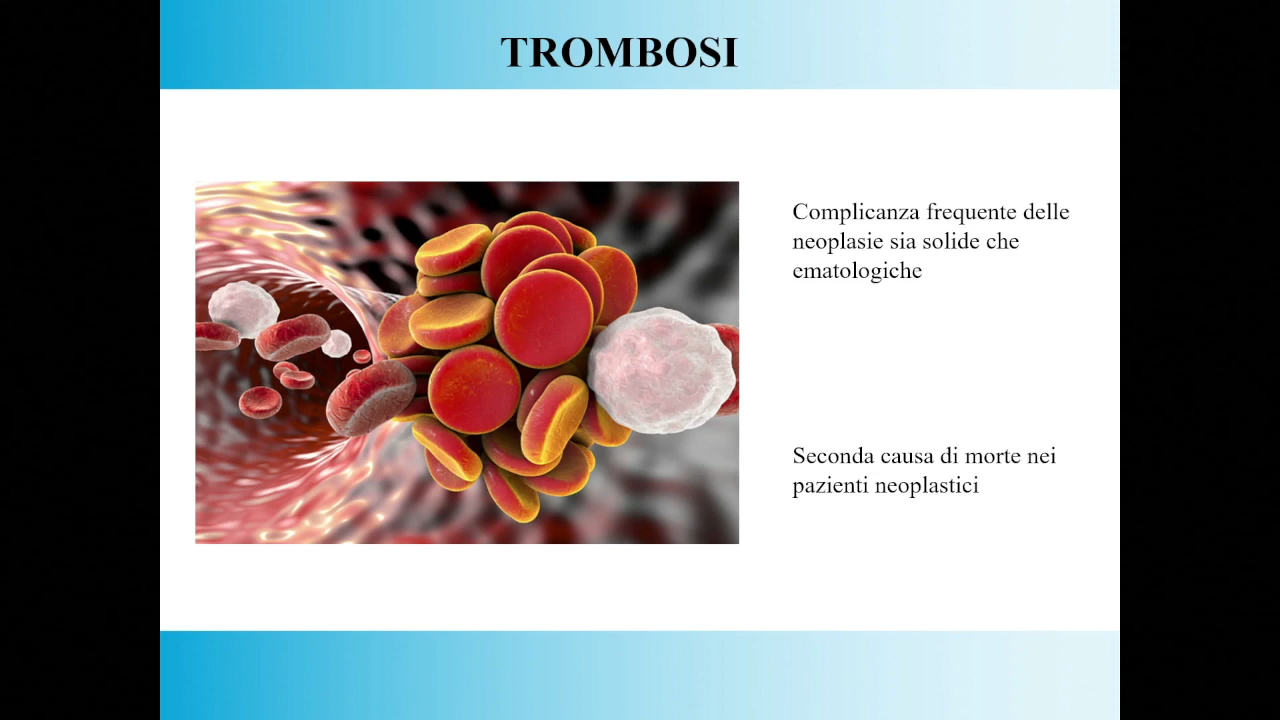 TROMBOSI
Complicanza frequente delle
neoplasie sia solide che
ematologiche
Seconda causa di morte nei
pazienti neoplastici